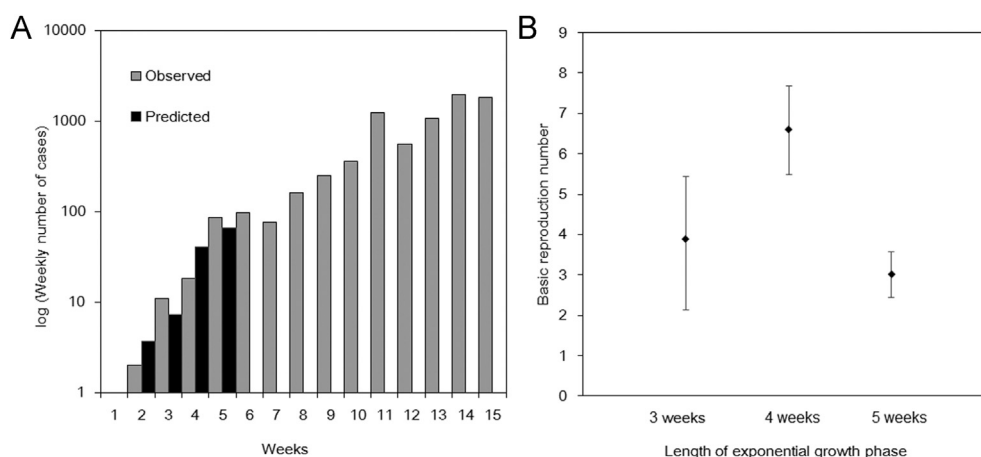 A
log (Weekly number of cases)
10000
1000
100
10
1
Observed
Predicted
1 2 3 4 5 6 7 8 9 10 11 12 13 14 15
Weeks
B
Basic reproduction number
9
8
7
6
5
4
3
2
1
0
3 weeks 4 weeks 5 weeks
Length of exponential growth phase